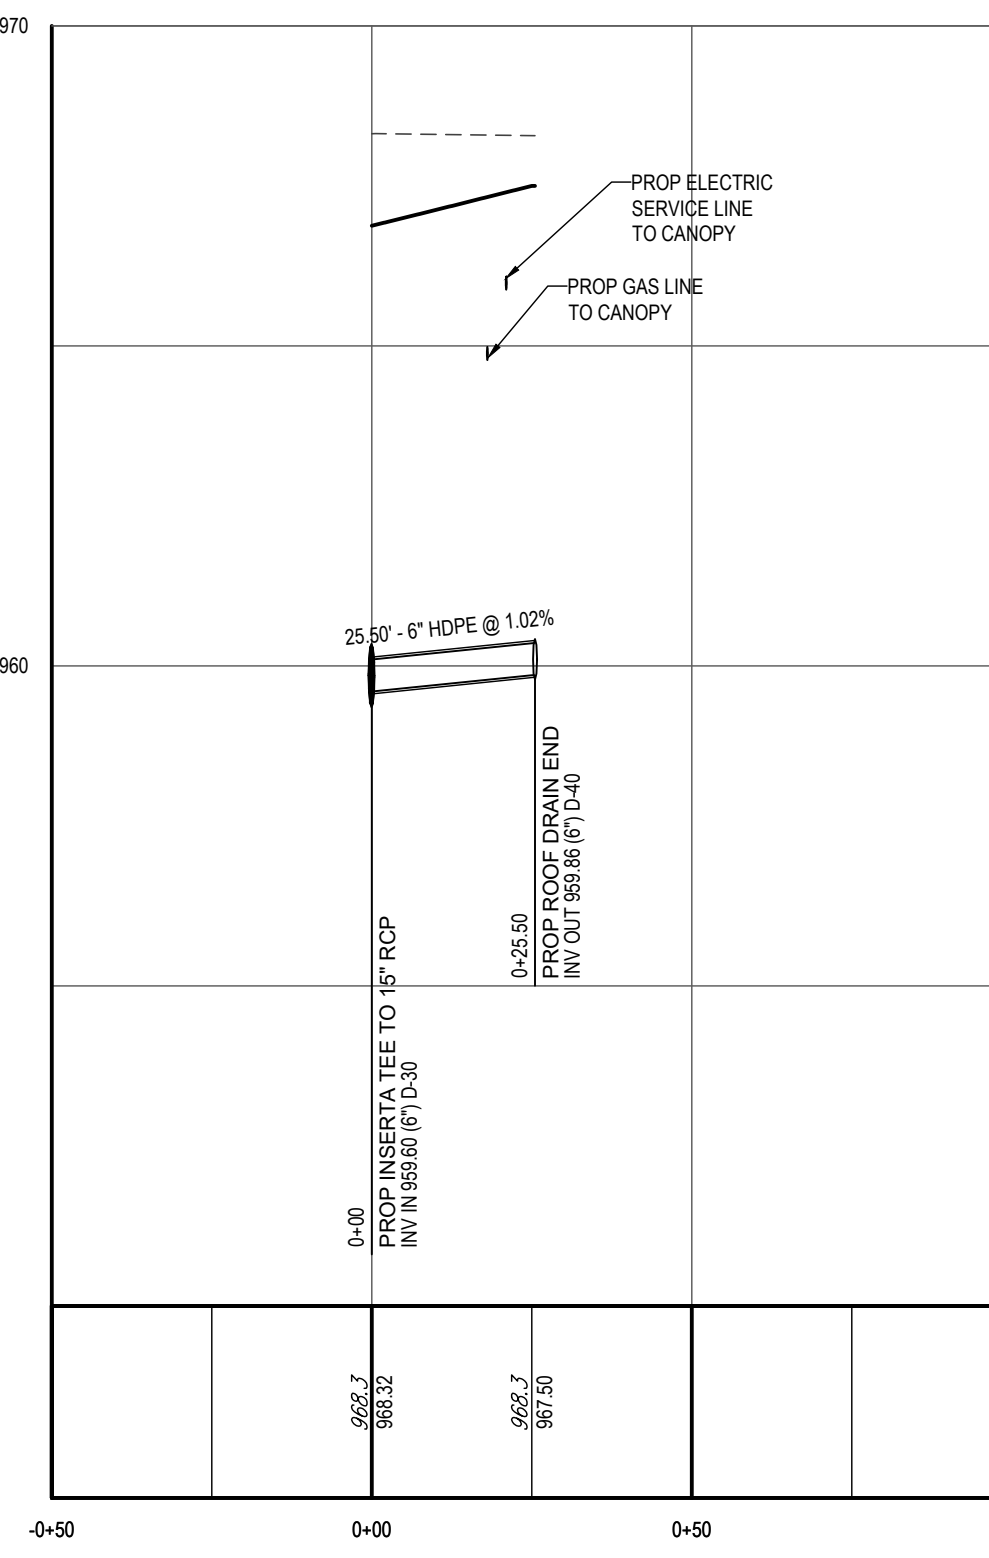 970
PROP ELECTRIC
SERVICE LINE
TO CANOPY
PROP GAS LINE
TO CANOPY
25.50' - 6" HDPE @ 1.02%
960
0+25.50
PROP ROOF DRAIN END
INV OUT 959.86 (6") D-40
0+00
PROP INSERTA TEE TO 15" RCP
INV IN 959.60 (6") D-30
968.3
968.32
968.3
967.50
-0+50
0+00
0+50